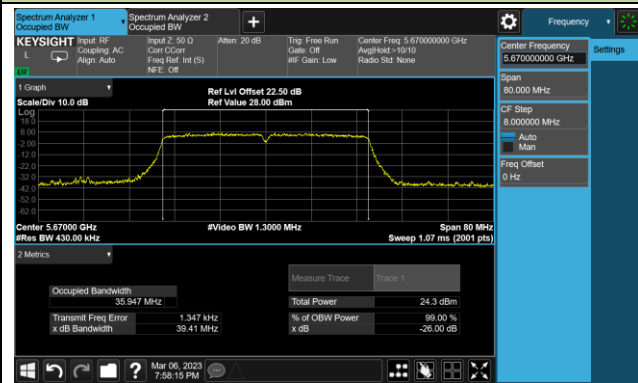 Spectrum Analyzer 1
Occupied BW
Spectrum Analyzer 2
Occupied BW
+
Frequency
KEYSIGHT
L
LW
Input: RF
Coupling: AC
Align: Auto
Input Z: 50 Ω
Corr CCorr
Freq Ref: Int (S)
NFE: Off
Atten: 20 dB
Trig: Free Run
Gate: Off
#IF Gain: Low
Center Freq: 5.670000000 GHz
Avg|Hold:>10/10
Radio Std: None
Center Frequency
5.670000000 GHz
Settings
Span
80.000 MHz
CF Step
8.000000 MHz
Auto
Man
Freq Offset
0 Hz
1 Graph
Scale/Div 10.0 dB
Ref Lvl Offset 22.50 dB
Ref Value 28.00 dBm
Log
18.0
8.00
-2.00
-12.0
-22.0
-32.0
-42.0
-52.0
-62.0
Center 5.67000 GHz
#Res BW 430.00 kHz
#Video BW 1.3000 MHz
Span 80 MHz
Sweep 1.07 ms (2001 pts)
2 Metrics
Measure Trace
Trace 1
Occupied Bandwidth
35.947 MHz
Total Power
24.3 dBm
Transmit Freq Error
1.347 kHz
% of OBW Power
99.00 %
x dB Bandwidth
39.41 MHz
x dB
-26.00 dB
?
Mar 06, 2023
7:58:15 PM